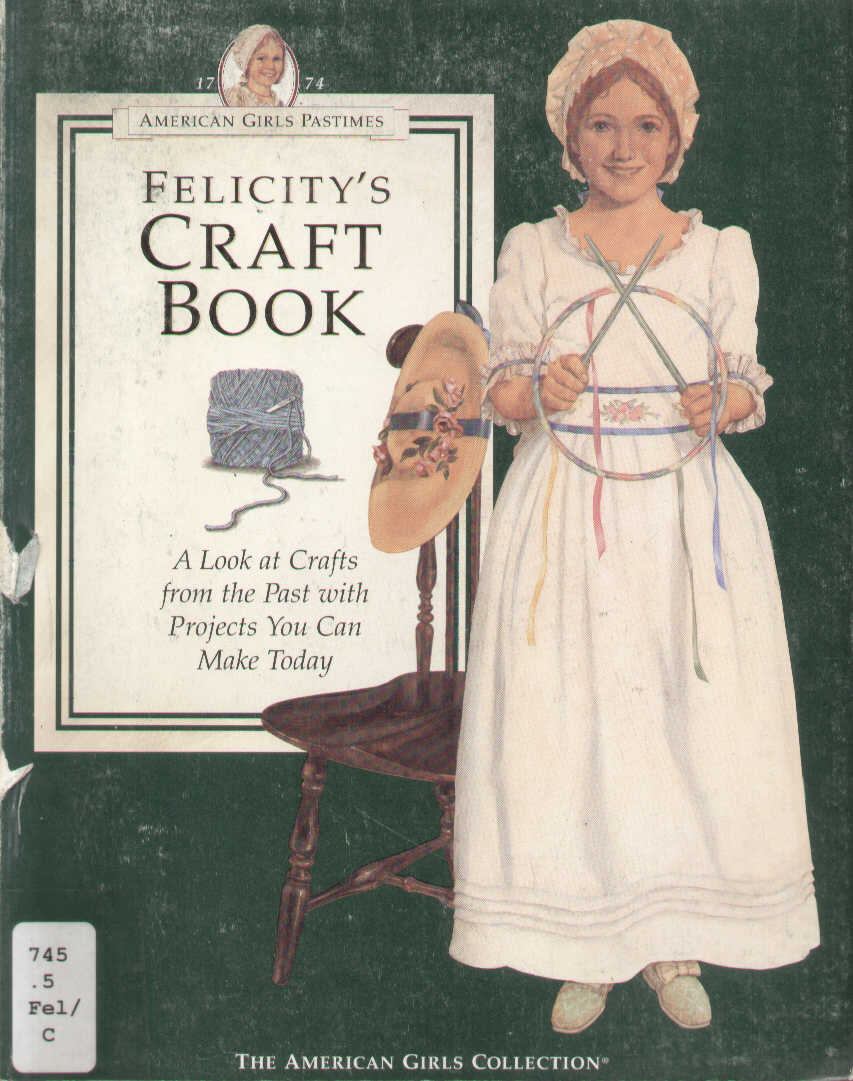 17 74
AMERICAN GIRLS PASTIMES
FELICITY'S
CRAFT
BOOK
A Look at Crafts
from the Past with
Projects You Can
Make Today
745
.5
Fel/
C
THE AMERICAN GIRLS COLLECTION®